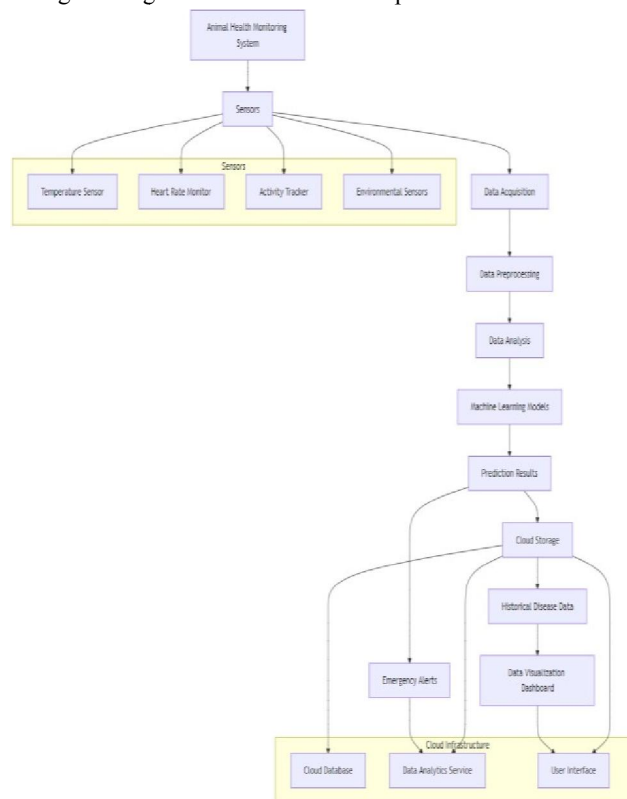 Animal Health Monitoring
System
Sensors
Sensors
Temperature Sensor
Heart Rate Monitor
Activity Tracker
Environmental Sensors
Data Acquisition
Data Preprocessing
Data Analysis
Machine Learning Models
Prediction Results
Cloud Storage
Historical Disease Data
Emergency Alerts
Data Visualization
Dashboard
Cloud Infrastructure
Cloud Database
Data Analytics Service
User Interface